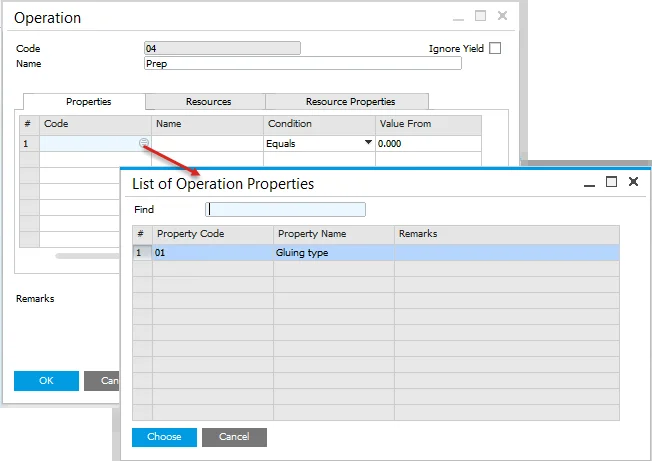 Operation
Code 04 Ignore Yield
Name Prep
Properties Resources Resource Properties
# Code Name Condition Value From
1 Equals 0.000
List of Operation Properties
Find
# Property Code Property Name Remarks
1 01 Gluing type
Remarks
OK Can
Choose Cancel